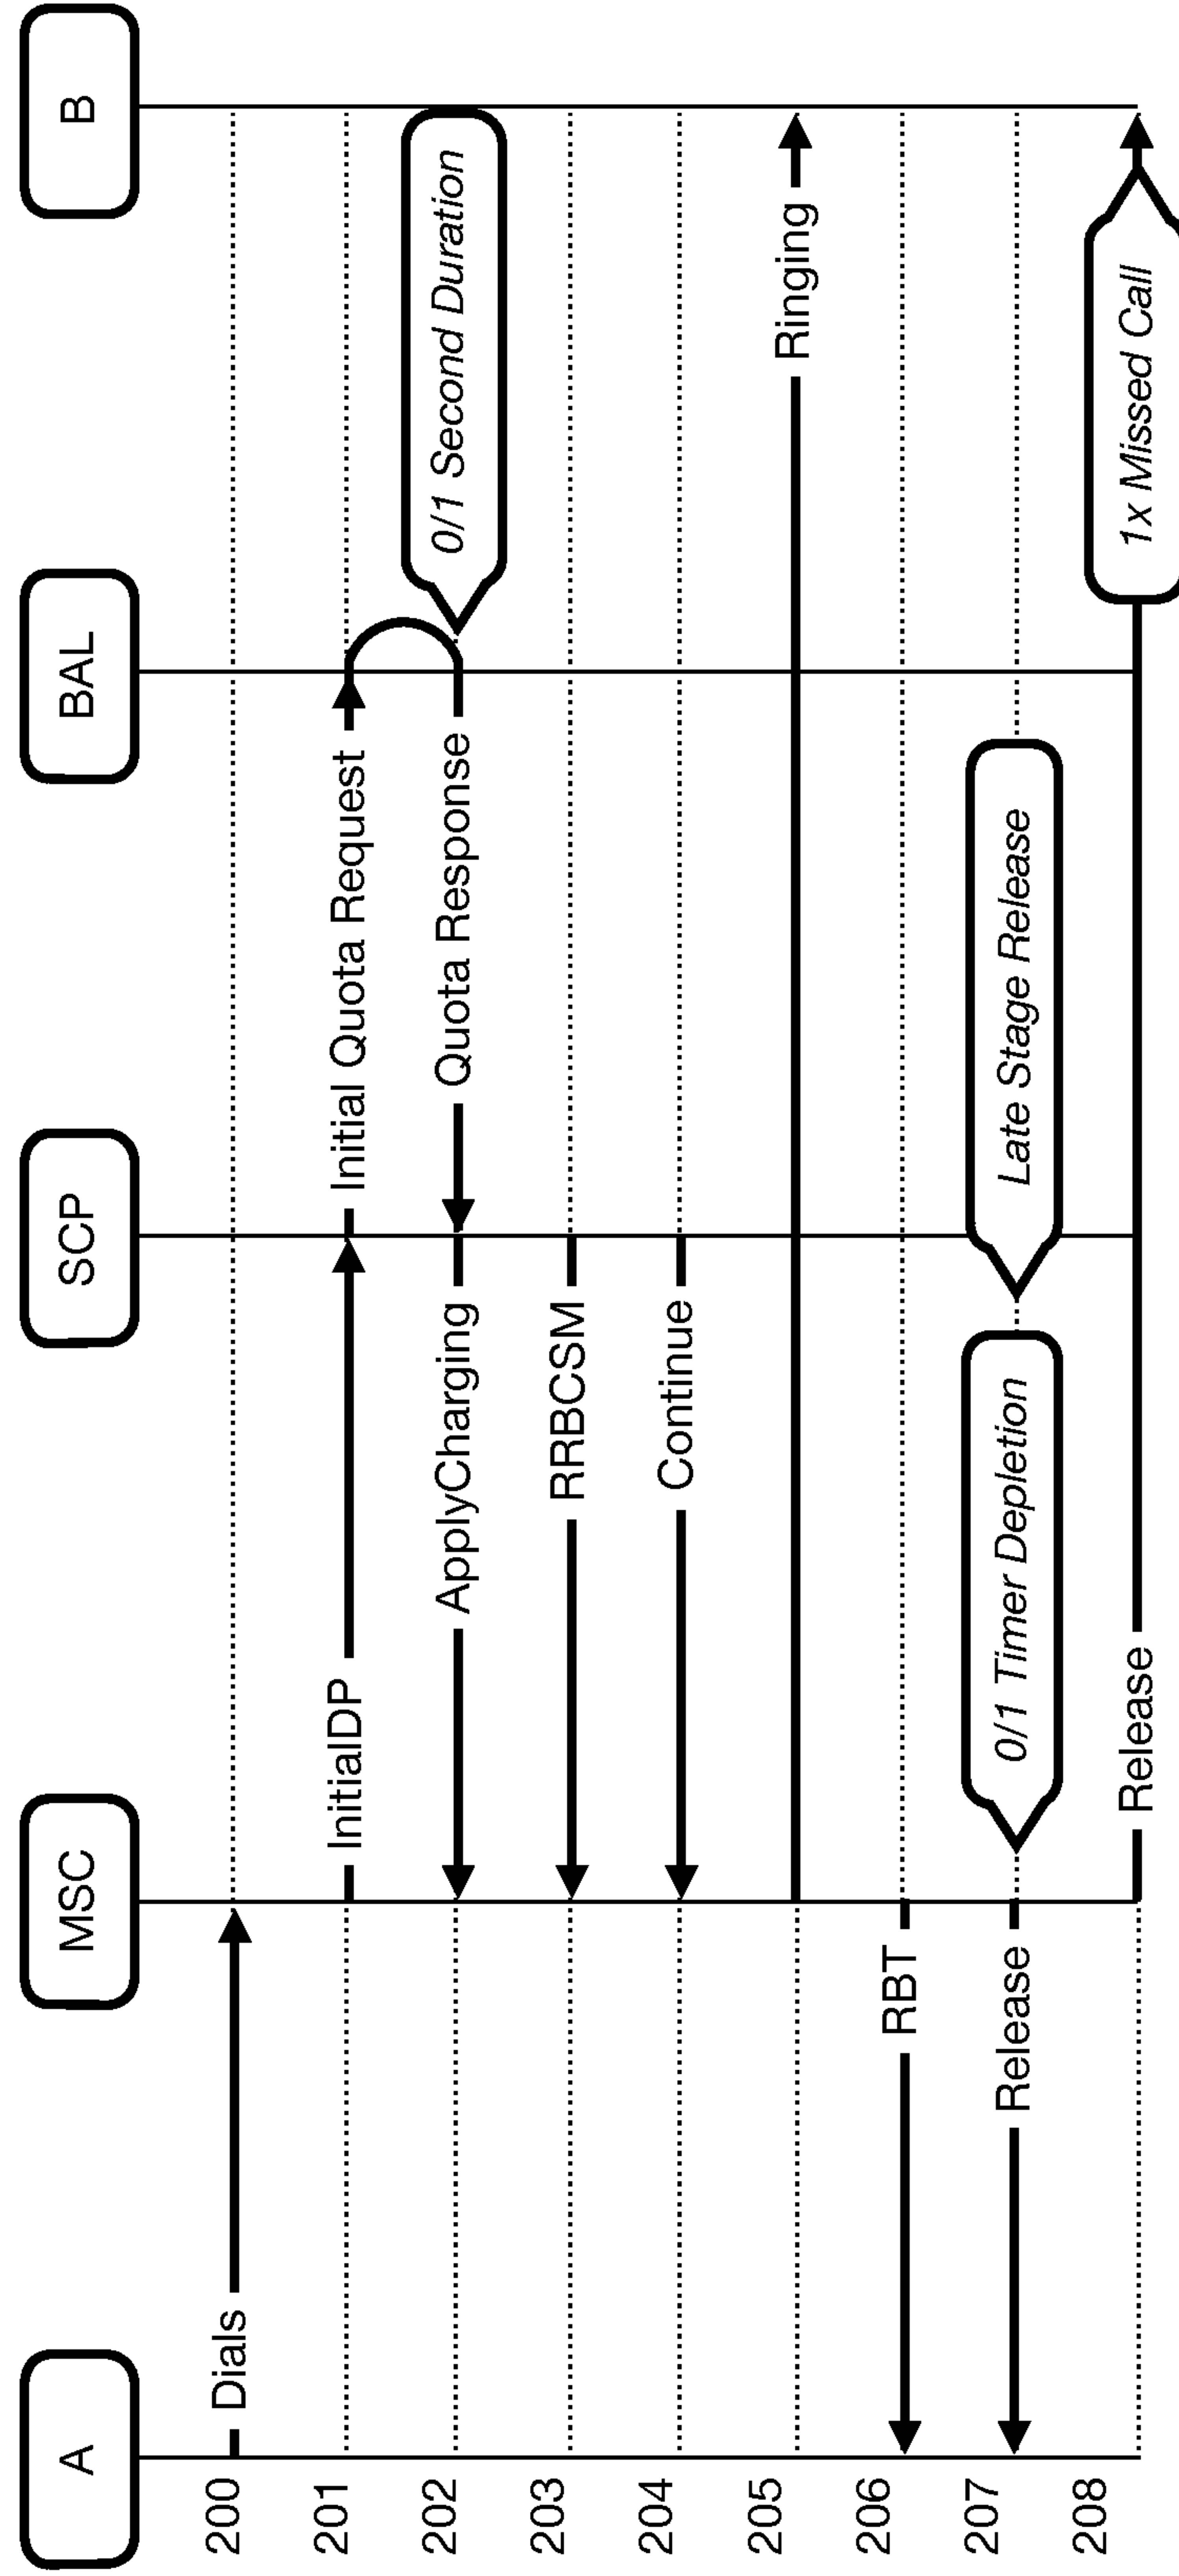 A
MSC
SCP
BAL
B
200
Dials
201
InitialDP
Initial Quota Request
202
ApplyCharging
Quota Response
0/1 Second Duration
203
RRBCSM
204
Continue
205
Ringing
206
RBT
207
Release
0/1 Timer Depletion
Late Stage Release
208
Release
1x Missed Call